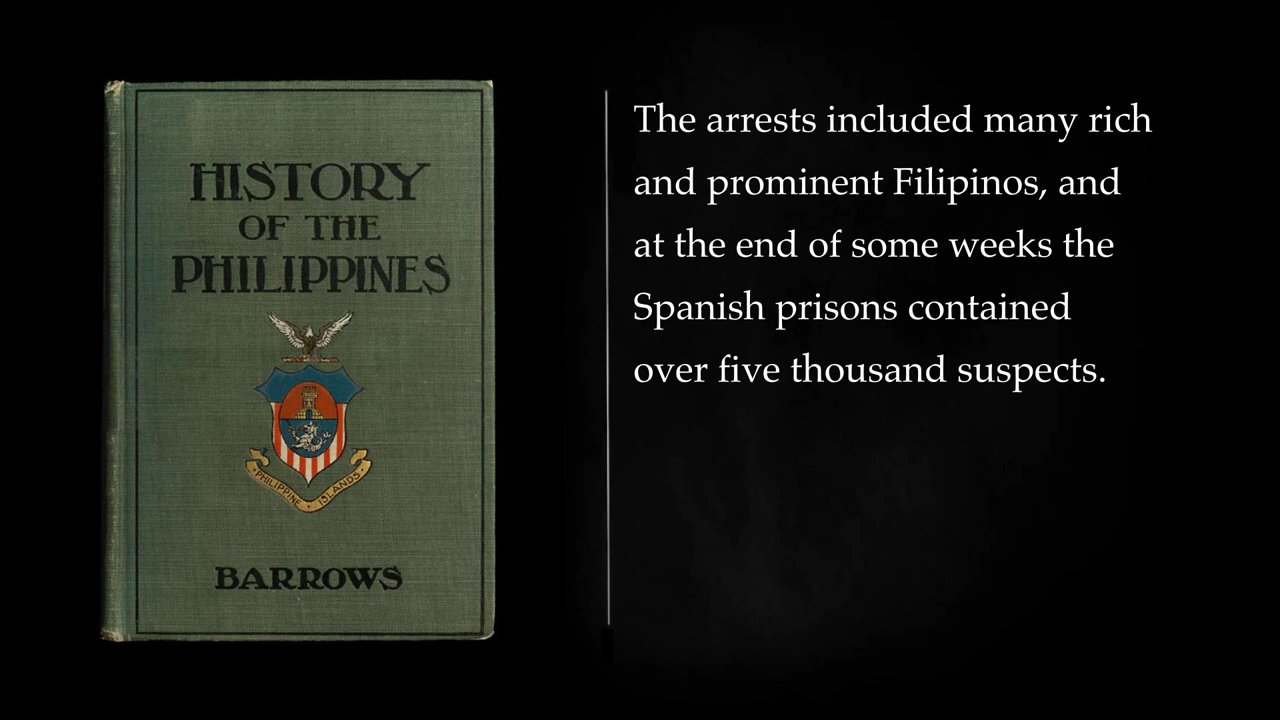 HISTORY
OF THE
PHILIPPINES
PHILIPPINE ISLANDS
BARROWS
The arrests included many rich
and prominent Filipinos, and
at the end of some weeks the
Spanish prisons contained
over five thousand suspects.